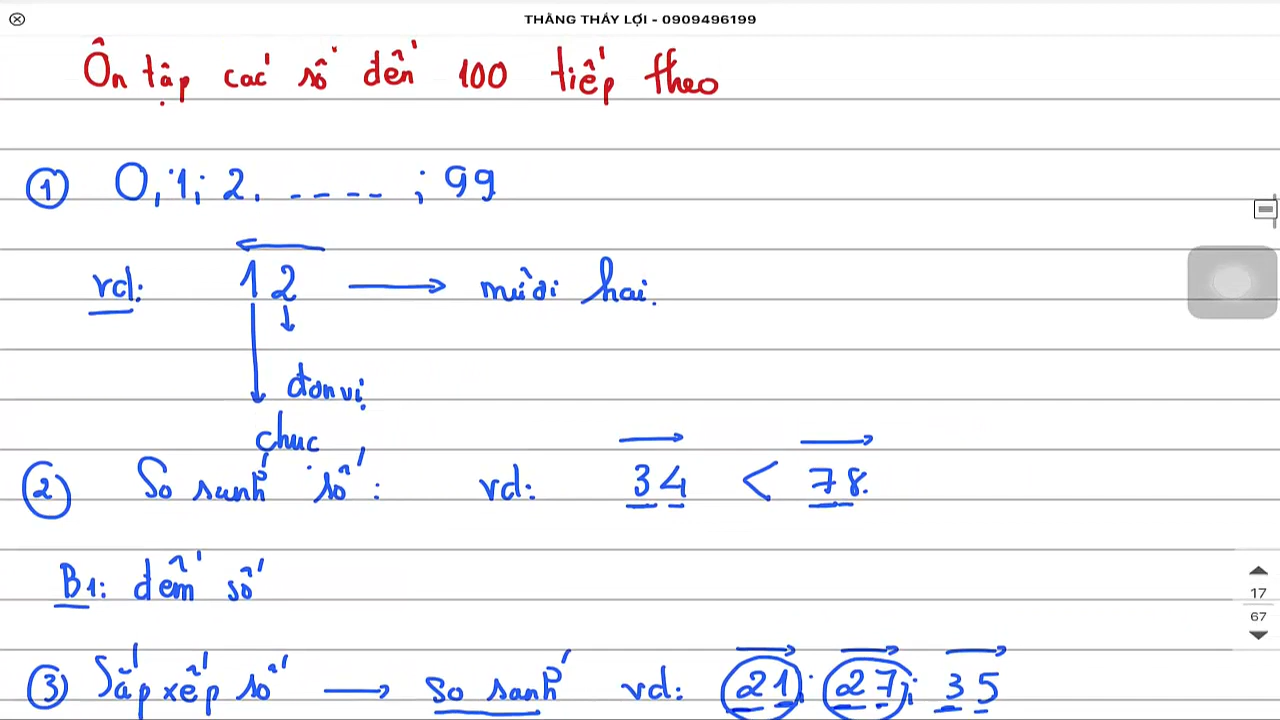 THẮNG THẦY LỢI - 0909496199
Ôn tập các số đến 100 tiếp theo
① 0, 1; 2. ---- ; 99
vd: 12 → mười hai.
đơn vị
chục
② So sánh số: vd: 34 < 78.
B1: đếm số
③ Sắp xếp số → so sánh vd: 21; 27; 35
17
67